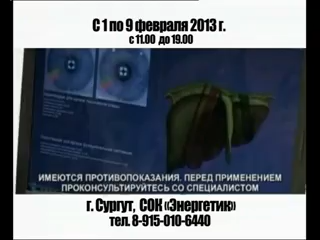 С 1 по 9 февраля 2013 г.
с 11.00 до 19.00
ИМЕЮТСЯ ПРОТИВОПОКАЗАНИЯ. ПЕРЕД ПРИМЕНЕНИЕМ
ПРОКОНСУЛЬТИРУЙТЕСЬ СО СПЕЦИАЛИСТОМ
г. Сургут, СОК «Энергетик»
тел. 8-915-010-6440